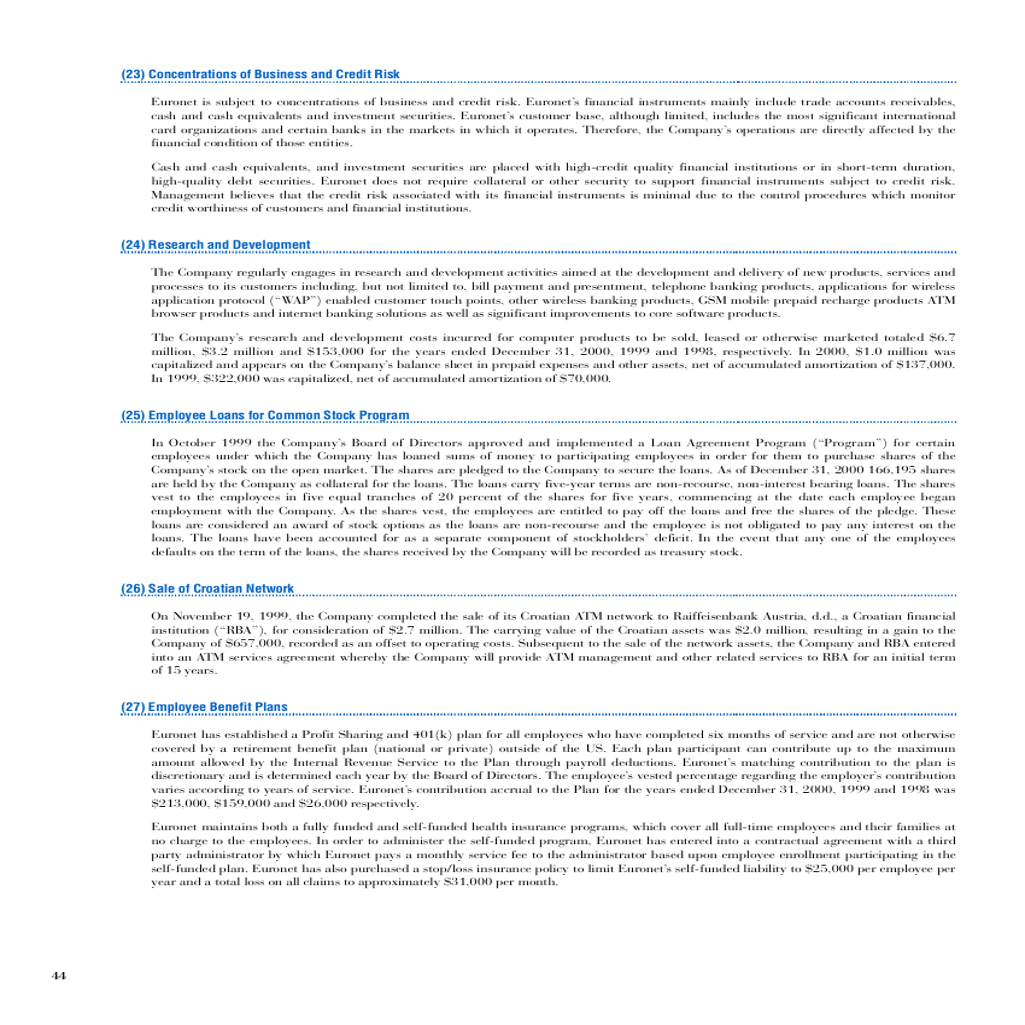 (23) Concentrations of Business and Credit Risk
Euronet is subject to concentrations of business and credit risk. Euronet's financial instruments mainly include trade accounts receivables,
cash and cash equivalents and investment securities. Euronet's customer base, although limited, includes the most significant international
card organizations and certain banks in the markets in which it operates. Therefore, the Company's operations are directly affected by the
financial condition of those entities.
Cash and cash equivalents, and investment securities are placed with high-credit quality financial institutions or in short-term duration,
high-quality debt securities. Euronet does not require collateral or other security to support financial instruments subject to credit risk.
Management believes that the credit risk associated with its financial instruments is minimal due to the control procedures which monitor
credit worthiness of customers and financial institutions.
(24) Research and Development
The Company regularly engages in research and development activities aimed at the development and delivery of new products, services and
processes to its customers including, but not limited to, bill payment and presentment, telephone banking products, applications for wireless
application protocol ("WAP") enabled customer touch points, other wireless banking products, GSM mobile prepaid recharge products ATM
browser products and internet banking solutions as well as significant improvements to core software products.
The Company's research and development costs incurred for computer products to be sold, leased or otherwise marketed totaled $6.7
million, $3.2 million and $153,000 for the years ended December 31, 2000, 1999 and 1998, respectively. In 2000, $1.0 million was
capitalized and appears on the Company's balance sheet in prepaid expenses and other assets, net of accumulated amortization of $137,000.
In 1999, $322,000 was capitalized, net of accumulated amortization of $70,000.
(25) Employee Loans for Common Stock Program
In October 1999 the Company's Board of Directors approved and implemented a Loan Agreement Program ("Program") for certain
employees under which the Company has loaned sums of money to participating employees in order for them to purchase shares of the
Company's stock on the open market. The shares are pledged to the Company to secure the loans. As of December 31, 2000 166,195 shares
are held by the Company as collateral for the loans. The loans carry five-year terms are non-recourse, non-interest bearing loans. The shares
vest to the employees in five equal tranches of 20 percent of the shares for five years, commencing at the date each employee began
employment with the Company. As the shares vest, the employees are entitled to pay off the loans and free the shares of the pledge. These
loans are considered an award of stock options as the loans are non-recourse and the employee is not obligated to pay any interest on the
loans. The loans have been accounted for as a separate component of stockholders' deficit. In the event that any one of the employees
defaults on the term of the loans, the shares received by the Company will be recorded as treasury stock.
(26) Sale of Croatian Network
On November 19, 1999, the Company completed the sale of its Croatian ATM network to Raiffeisenbank Austria, d.d., a Croatian financial
institution ("RBA"), for consideration of $2.7 million. The carrying value of the Croatian assets was $2.0 million, resulting in a gain to the
Company of $657,000, recorded as an offset to operating costs. Subsequent to the sale of the network assets, the Company and RBA entered
into an ATM services agreement whereby the Company will provide ATM management and other related services to RBA for an initial term
of 15 years.
(27) Employee Benefit Plans
Euronet has established a Profit Sharing and 401(k) plan for all employees who have completed six months of service and are not otherwise
covered by a retirement benefit plan (national or private) outside of the US. Each plan participant can contribute up to the maximum
amount allowed by the Internal Revenue Service to the Plan through payroll deductions. Euronet's matching contribution to the plan is
discretionary and is determined each year by the Board of Directors. The employee's vested percentage regarding the employer's contribution
varies according to years of service. Euronet's contribution accrual to the Plan for the years ended December 31, 2000, 1999 and 1998 was
$213,000, $159,000 and $26,000 respectively.
Euronet maintains both a fully funded and self-funded health insurance programs, which cover all full-time employees and their families at
no charge to the employees. In order to administer the self-funded program, Euronet has entered into a contractual agreement with a third
party administrator by which Euronet pays a monthly service fee to the administrator based upon employee enrollment participating in the
self-funded plan. Euronet has also purchased a stop/loss insurance policy to limit Euronet's self-funded liability to $25,000 per employee per
year and a total loss on all claims to approximately $31,000 per month.
44